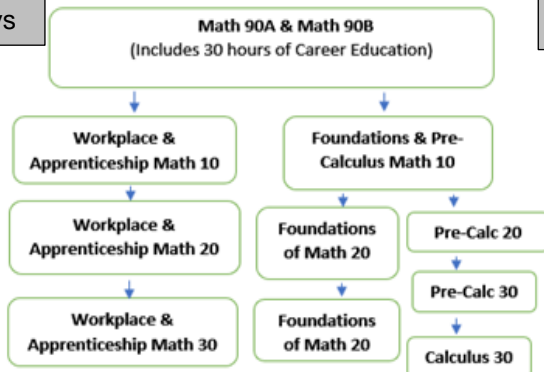 ys
Math 90A & Math 90B
(Includes 30 hours of Career Education)
Workplace &
Apprenticeship Math 10
Foundations & Pre-
Calculus Math 10
Workplace &
Apprenticeship Math 20
Foundations
of Math 20
Pre-Calc 20
Pre-Calc 30
Workplace &
Apprenticeship Math 30
Foundations
of Math 20
Calculus 30